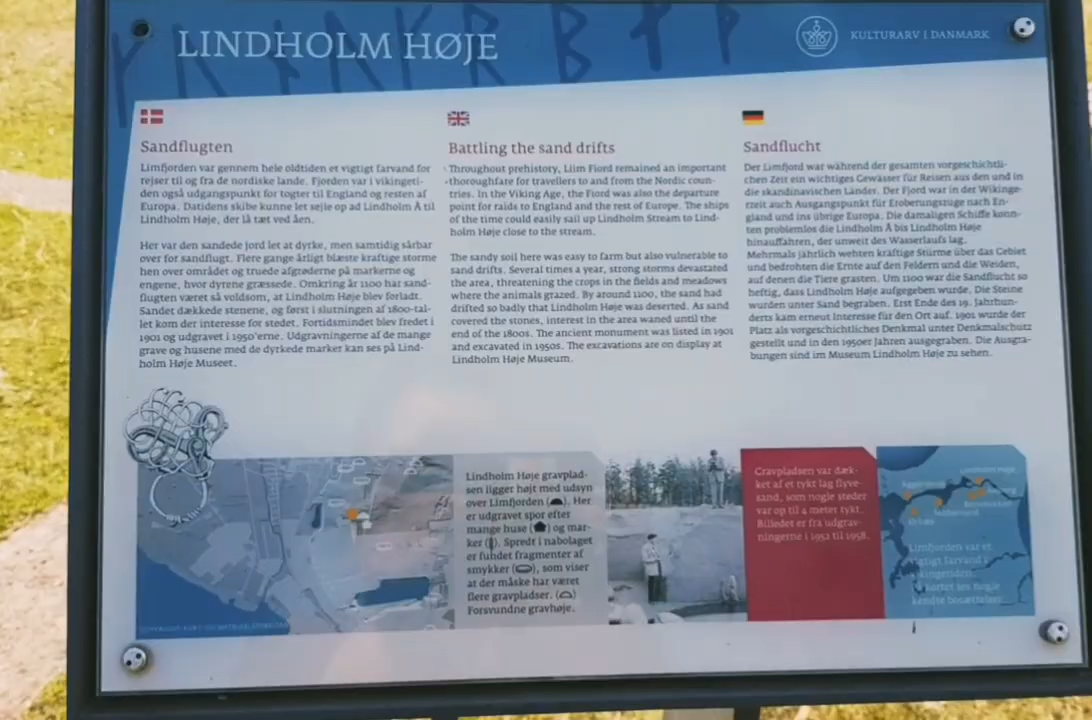 LINDHOLM HØJE
KULTURARV I DANMARK
Sandflugten
Limfjorden var gennem hele oldtiden et vigtigt farvand for
rejser til og fra de nordiske lande. Fjorden var i vikingeti-
den også udgangspunkt for togter til England og resten af
Europa. Datidens skibe kunne let sejle op ad Lindholm Å til
Lindholm Høje, der lå tæt ved åen.
Her var den sandede jord let at dyrke, men samtidig sårbar
over for sandflugt. Flere gange årligt blæste kraftige storme
hen over området og truede afgrøderne på markerne og
engene, hvor dyrene græssede. Omkring år 1100 har sand-
flugten været så voldsom, at Lindholm Høje blev forladt.
Sandet dækkede stenene, og først i slutningen af 1800-tal-
let kom der interesse for stedet. Fortidsmindet blev fredet i
1901 og udgravet i 1950'erne. Udgravningerne af de mange
grave og husene med de dyrkede marker kan ses på Lind-
holm Høje Museet.
Battling the sand drifts
Throughout prehistory, Liim Fiord remained an important
thoroughfare for travellers to and from the Nordic coun-
tries. In the Viking Age, the Fiord was also the departure
point for raids to England and the rest of Europe. The ships
of the time could easily sail up Lindholm Stream to Lind-
holm Høje close to the stream.
The sandy soil here was easy to farm but also vulnerable to
sand drifts. Several times a year, strong storms devastated
the area, threatening the crops in the fields and meadows
where the animals grazed. By around 1100, the sand had
drifted so badly that Lindholm Høje was deserted. As sand
covered the stones, interest in the area waned until the
end of the 1800s. The ancient monument was listed in 1901
and excavated in 1950s. The excavations are on display at
Lindholm Høje Museum.
Sandflucht
Der Limfjord war während der gesamten vorgeschichtli-
chen Zeit ein wichtiges Gewässer für Reisen aus den und in
die skandinavischen Länder. Der Fjord war in der Wikinge-
rzeit auch Ausgangspunkt für Eroberungszüge nach En-
gland und ins übrige Europa. Die damaligen Schiffe konn-
ten problemlos die Lindholm Å bis Lindholm Høje
hinauffahren, der unweit des Wasserlaufs lag.
Mehrmals jährlich wehten kräftige Stürme über das Gebiet
und bedrohten die Ernte auf den Feldern und die Weiden,
auf denen die Tiere grasten. Um 1100 war die Sandflucht so
heftig, dass Lindholm Høje aufgegeben wurde. Die Steine
wurden unter Sand begraben. Erst Ende des 19. Jahrhun-
derts kam erneut Interesse für den Ort auf. 1901 wurde der
Platz als vorgeschichtliches Denkmal unter Denkmalschutz
gestellt und in den 1950er Jahren ausgegraben. Die Ausgra-
bungen sind im Museum Lindholm Høje zu sehen.
Lindholm Høje gravplad-
sen ligger højt med udsyn
over Limfjorden ( ). Her
er udgravet spor efter
mange huse ( ) og mar-
ker ( ). Spredt i nabolaget
er fundet fragmenter af
smykker ( ), som viser
at der måske har været
flere gravpladser. ( )
Forsvundne gravhøje.
Gravpladsen var dæk-
ket af et tykt lag flyve-
sand, som nogle steder
var op til 4 meter tykt.
Billedet er fra udgrav-
ningerne i 1952 til 1958.
Limfjorden var et
vigtigt farvand i
vikingetiden.
kortet ses nogle
kendte bosættelser.